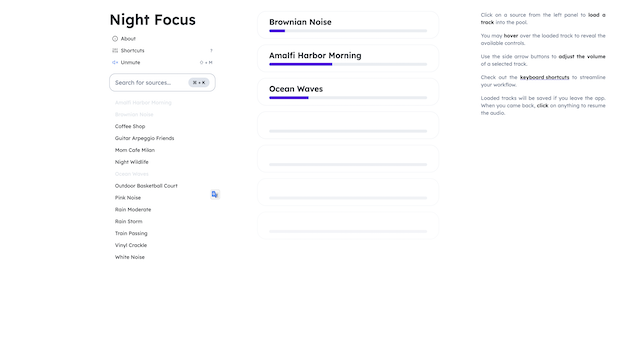 Night Focus
About
Shortcuts ?
Unmute ⇧ + M
Search for sources... ⌘ + K
Amalfi Harbor Morning
Brownian Noise
Coffee Shop
Guitar Arpeggio Friends
Mom Cafe Milan
Night Wildlife
Ocean Waves
Outdoor Basketball Court
Pink Noise
Rain Moderate
Rain Storm
Train Passing
Vinyl Crackle
White Noise
Brownian Noise
Amalfi Harbor Morning
Ocean Waves
Click on a source from the left panel to load a
track into the pool.
You may hover over the loaded track to reveal the
available controls.
Use the side arrow buttons to adjust the volume
of a selected track.
Check out the keyboard shortcuts to streamline
your workflow.
Loaded tracks will be saved if you leave the app.
When you came back, click on anything to resume
the audio.